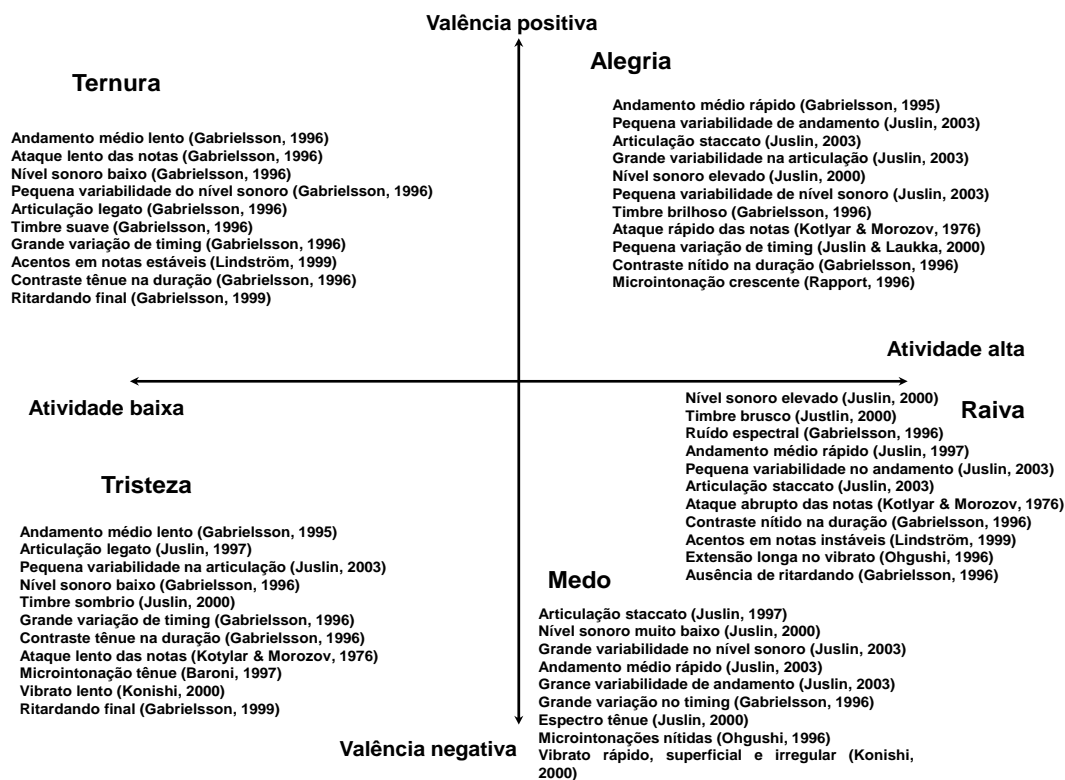 Valência positiva
Ternura
Andamento médio lento (Gabrielsson, 1996)
Ataque lento das notas (Gabrielsson, 1996)
Nível sonoro baixo (Gabrielsson, 1996)
Pequena variabilidade do nível sonoro (Gabrielsson, 1996)
Articulação legato (Gabrielsson, 1996)
Timbre suave (Gabrielsson, 1996)
Grande variação de timing (Gabrielsson, 1996)
Acentos em notas estáveis (Lindström, 1999)
Contraste tênue na duração (Gabrielsson, 1996)
Ritardando final (Gabrielsson, 1999)
Alegria
Andamento médio rápido (Gabrielsson, 1995)
Pequena variabilidade de andamento (Juslin, 2003)
Articulação staccato (Juslin, 2003)
Grande variabilidade na articulação (Juslin, 2003)
Nível sonoro elevado (Juslin, 2000)
Pequena variabilidade de nível sonoro (Juslin, 2003)
Timbre brilhoso (Gabrielsson, 1996)
Ataque rápido das notas (Kotlyar & Morozov, 1976)
Pequena variação de timing (Juslin & Laukka, 2000)
Contraste nítido na duração (Gabrielsson, 1996)
Microintonação crescente (Rapport, 1996)
Atividade alta
Atividade baixa
Raiva
Nível sonoro elevado (Juslin, 2000)
Timbre brusco (Justlin, 2000)
Ruído espectral (Gabrielsson, 1996)
Andamento médio rápido (Juslin, 1997)
Pequena variabilidade no andamento (Juslin, 2003)
Articulação staccato (Juslin, 2003)
Ataque abrupto das notas (Kotlyar & Morozov, 1976)
Contraste nítido na duração (Gabrielsson, 1996)
Acentos em notas instáveis (Lindström, 1999)
Extensão longa no vibrato (Ohgushi, 1996)
Ausência de ritardando (Gabrielsson, 1996)
Tristeza
Andamento médio lento (Gabrielsson, 1995)
Articulação legato (Juslin, 1997)
Pequena variabilidade na articulação (Juslin, 2003)
Nível sonoro baixo (Gabrielsson, 1996)
Timbre sombrio (Juslin, 2000)
Grande variação de timing (Gabrielsson, 1996)
Contraste tênue na duração (Gabrielsson, 1996)
Ataque lento das notas (Kotylar & Morozov, 1976)
Microintonação tênue (Baroni, 1997)
Vibrato lento (Konishi, 2000)
Ritardando final (Gabrielsson, 1999)
Medo
Articulação staccato (Juslin, 1997)
Nível sonoro muito baixo (Juslin, 2000)
Grande variabilidade no nível sonoro (Juslin, 2003)
Andamento médio rápido (Juslin, 2003)
Grance variabilidade de andamento (Juslin, 2003)
Grande variação no timing (Gabrielsson, 1996)
Espectro tênue (Juslin, 2000)
Microintonações nítidas (Ohgushi, 1996)
Vibrato rápido, superficial e irregular (Konishi,
2000)
Valência negativa